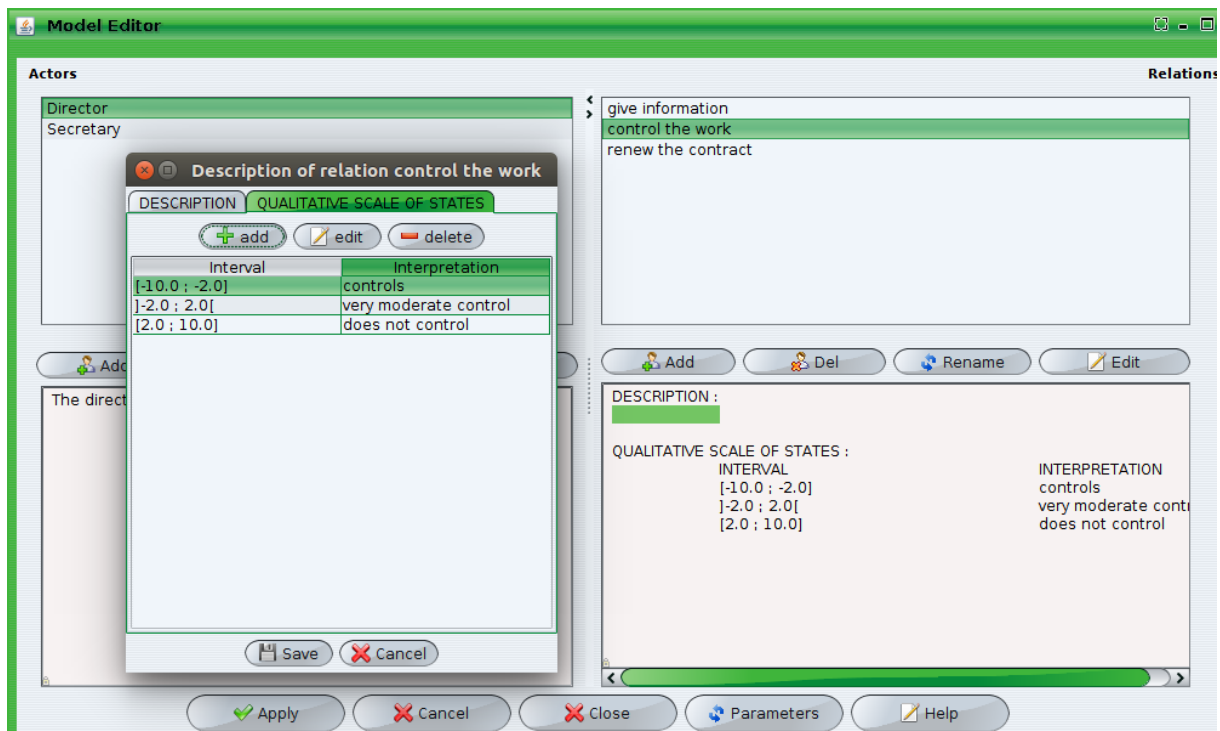 Model Editor
Actors
Relations
Director
Secretary
give information
control the work
renew the contract
Description of relation control the work
DESCRIPTION
QUALITATIVE SCALE OF STATES
add
edit
delete
Interval
Interpretation
[-10.0 ; -2.0]
controls
]-2.0 ; 2.0[
very moderate control
[2.0 ; 10.0]
does not control
Save
Cancel
Add
The direct
Add
Del
Rename
Edit
DESCRIPTION :
QUALITATIVE SCALE OF STATES :
INTERVAL INTERPRETATION
[-10.0 ; -2.0] controls
]-2.0 ; 2.0[ very moderate contr
[2.0 ; 10.0] does not control
Apply
Cancel
Close
Parameters
Help